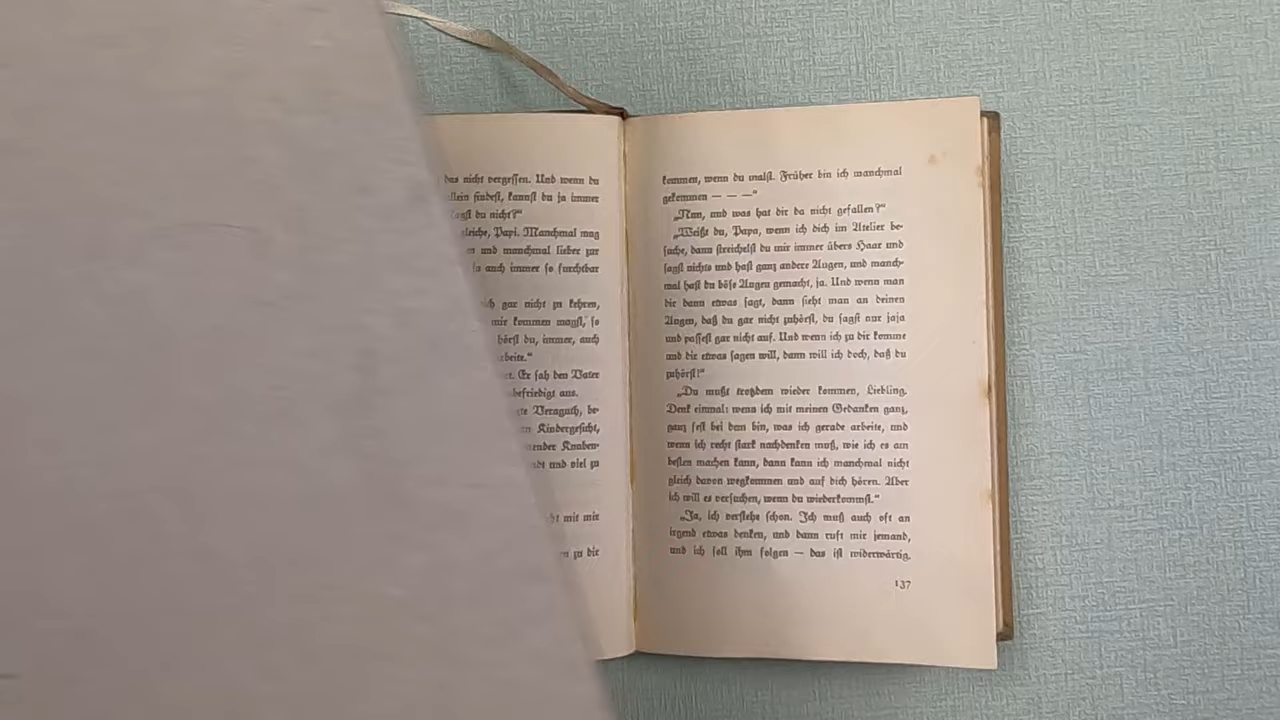 das nicht vergessen. Und wenn du
allein findest, kannst du ja immer
du nicht?“
gleiche, Papi. Manchmal mag
und manchmal lieber zur
ja auch immer so furchtbar
gar nicht zu kehren,
mir kommen magst, so
hörst du, immer, auch
Er sah den Vater
befriedigt aus.
Veraguth, be-
Kindergesicht,
Knaben-
und viel zu
mit mir
zu dir
kommen, wenn du malst. Früher bin ich manchmal
gekommen — — —“
„Nun, und was hat dir da nicht gefallen?“
„Weißt du, Papa, wenn ich dich im Atelier be-
suche, dann streichelst du mir immer übers Haar und
sagst nichts und hast ganz andere Augen, und manch-
mal hast du böse Augen gemacht, ja. Und wenn man
dir dann etwas sagt, dann sieht man an deinen
Augen, daß du gar nicht zuhörst, du sagst nur jaja
und passest gar nicht auf. Und wenn ich zu dir komme
und dir etwas sagen will, dann will ich doch, daß du
zuhörst!“
„Du mußt trotzdem wieder kommen, Liebling.
Denk einmal: wenn ich mit meinen Gedanken ganz,
ganz fest bei dem bin, was ich gerade arbeite, und
wenn ich recht stark nachdenken muß, wie ich es am
besten machen kann, dann kann ich manchmal nicht
gleich davon wegkommen und auf dich hören. Aber
ich will es versuchen, wenn du wiederkommst.“
„Ja, ich verstehe schon. Ich muß auch oft an
irgend etwas denken, und dann ruft mir jemand,
und ich soll ihm folgen — das ist widerwärtig.
137